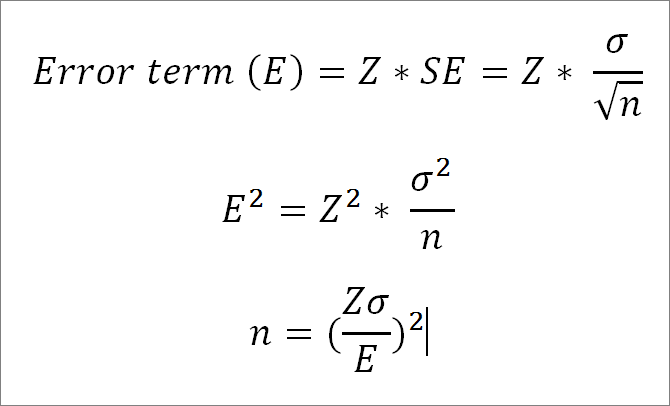 Error term (E) = Z * SE = Z * σ/√n
E² = Z² * σ²/n
n = (Zσ/E)²